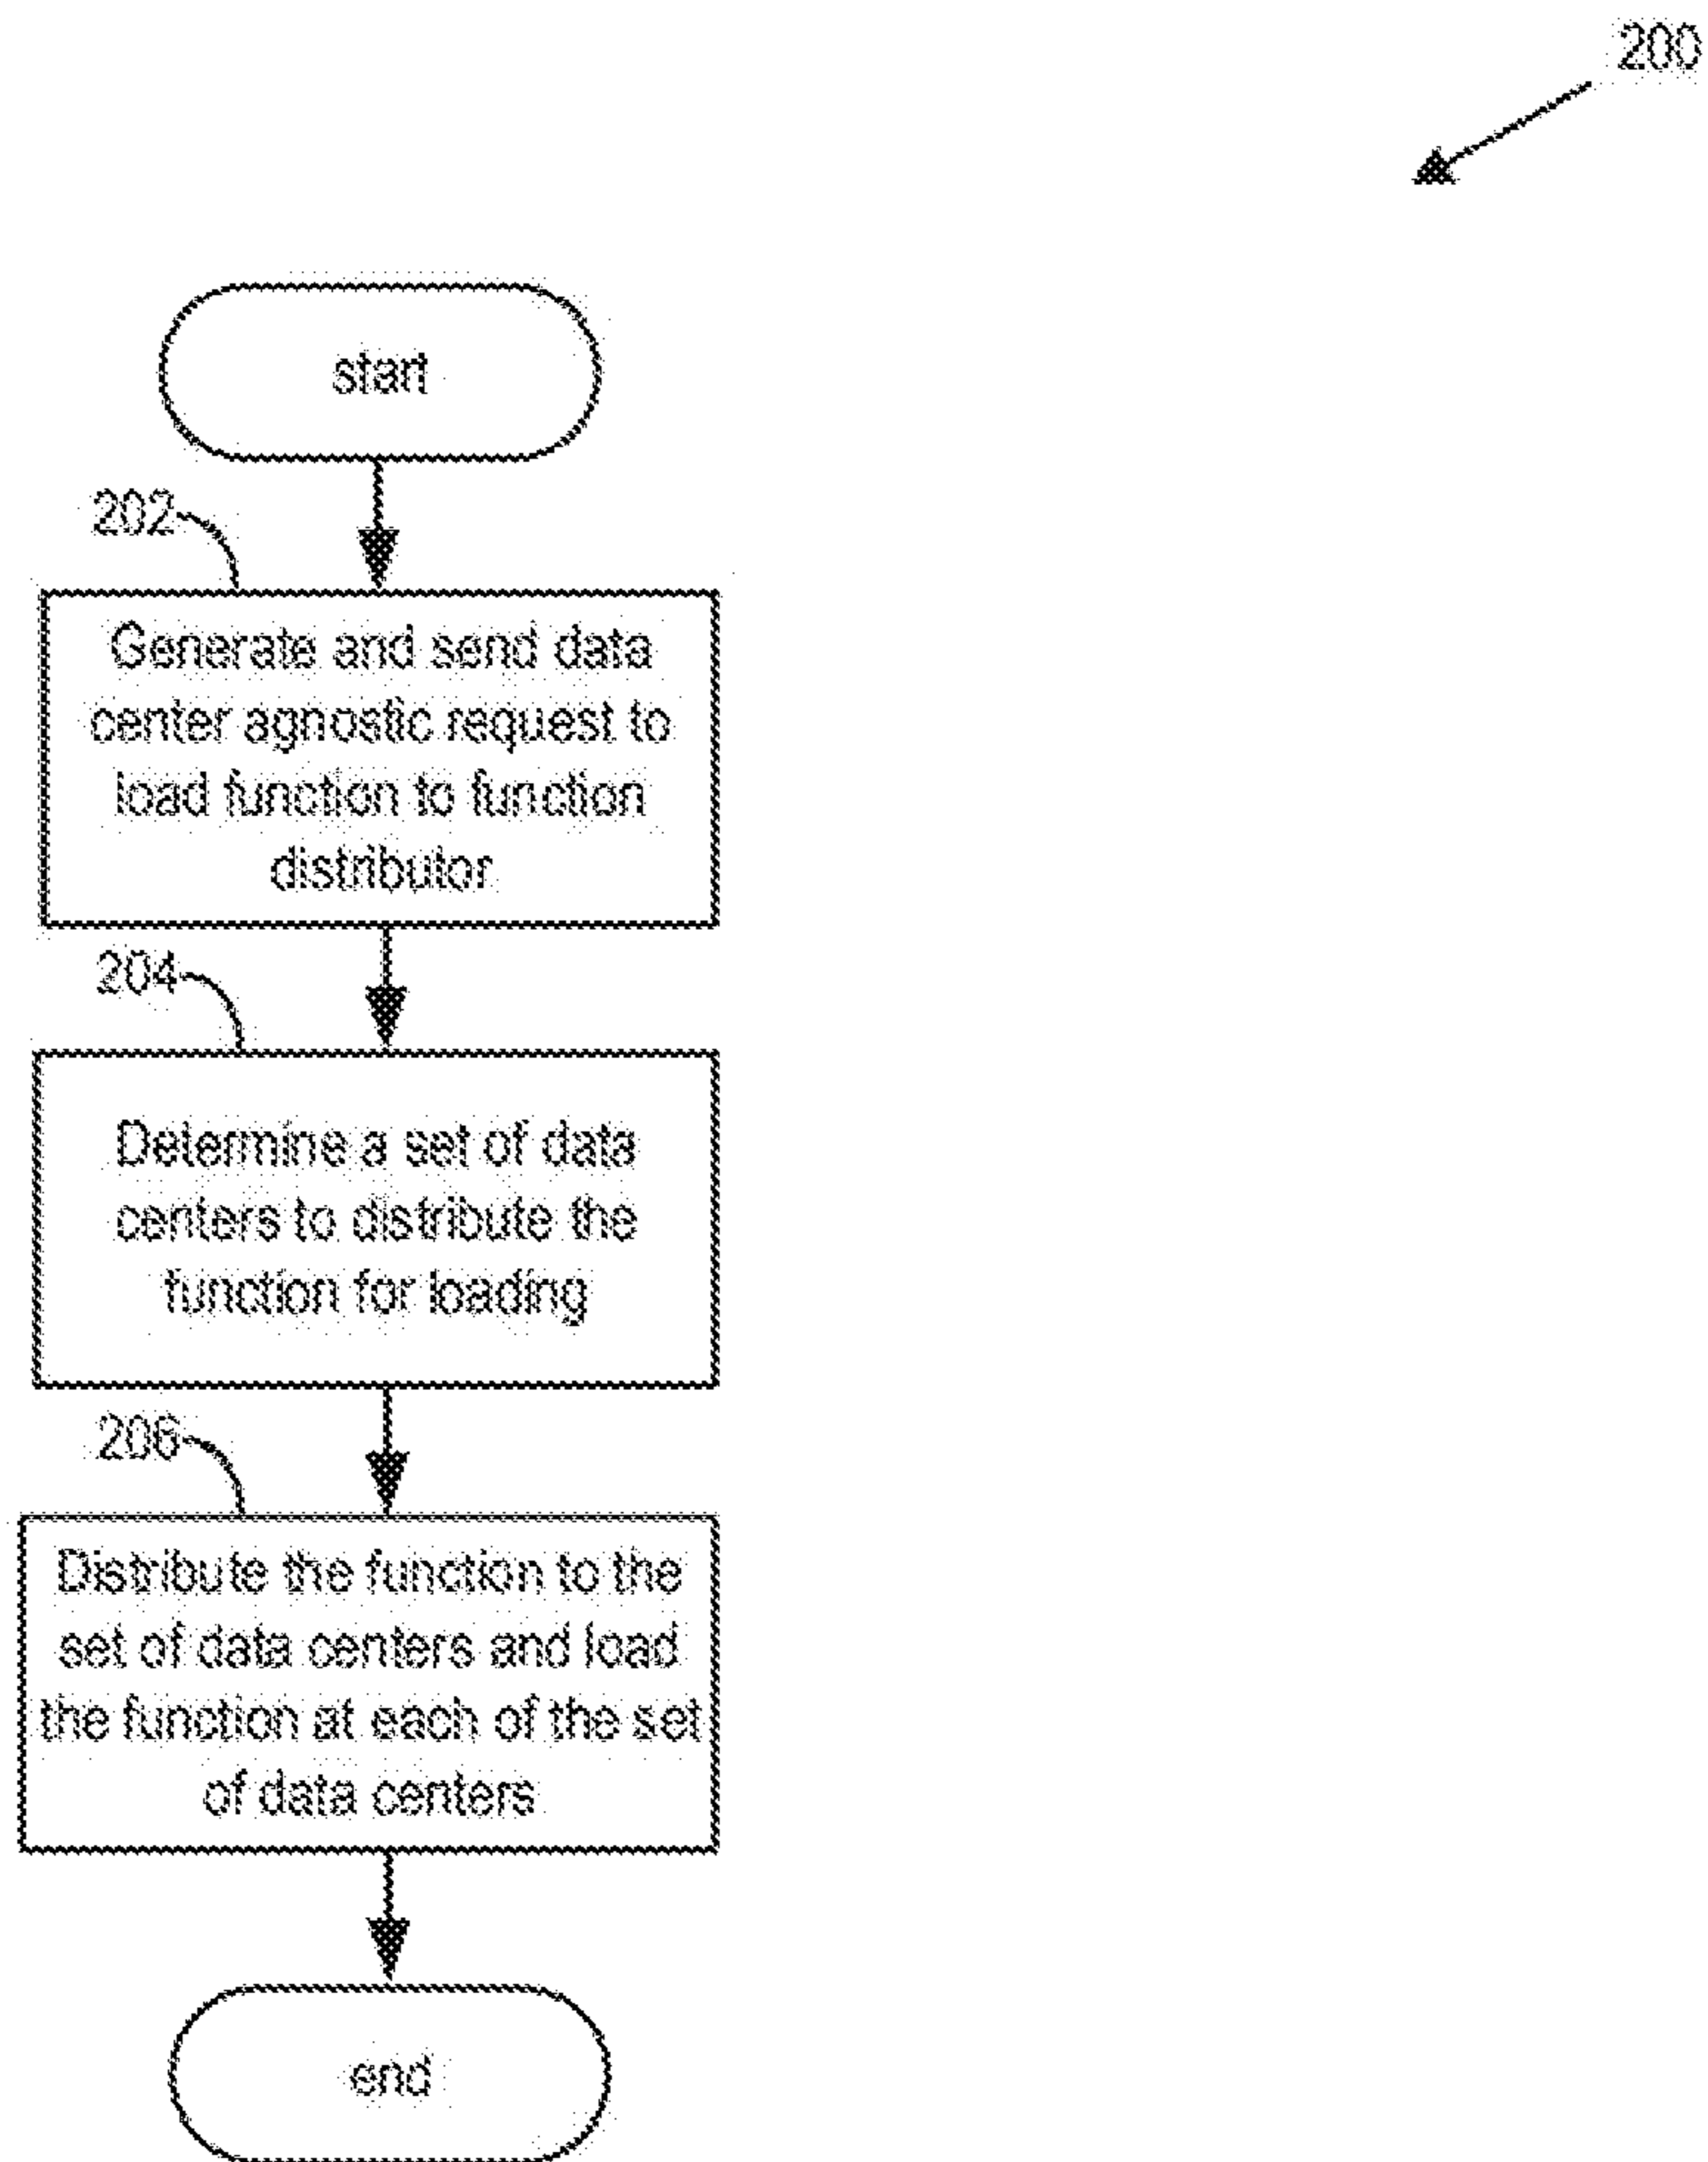 200
start
202
Generate and send data
center agnostic request to
load function to function
distributor
204
Determine a set of data
centers to distribute the
function for loading
206
Distribute the function to the
set of data centers and load
the function at each of the set
of data centers
end